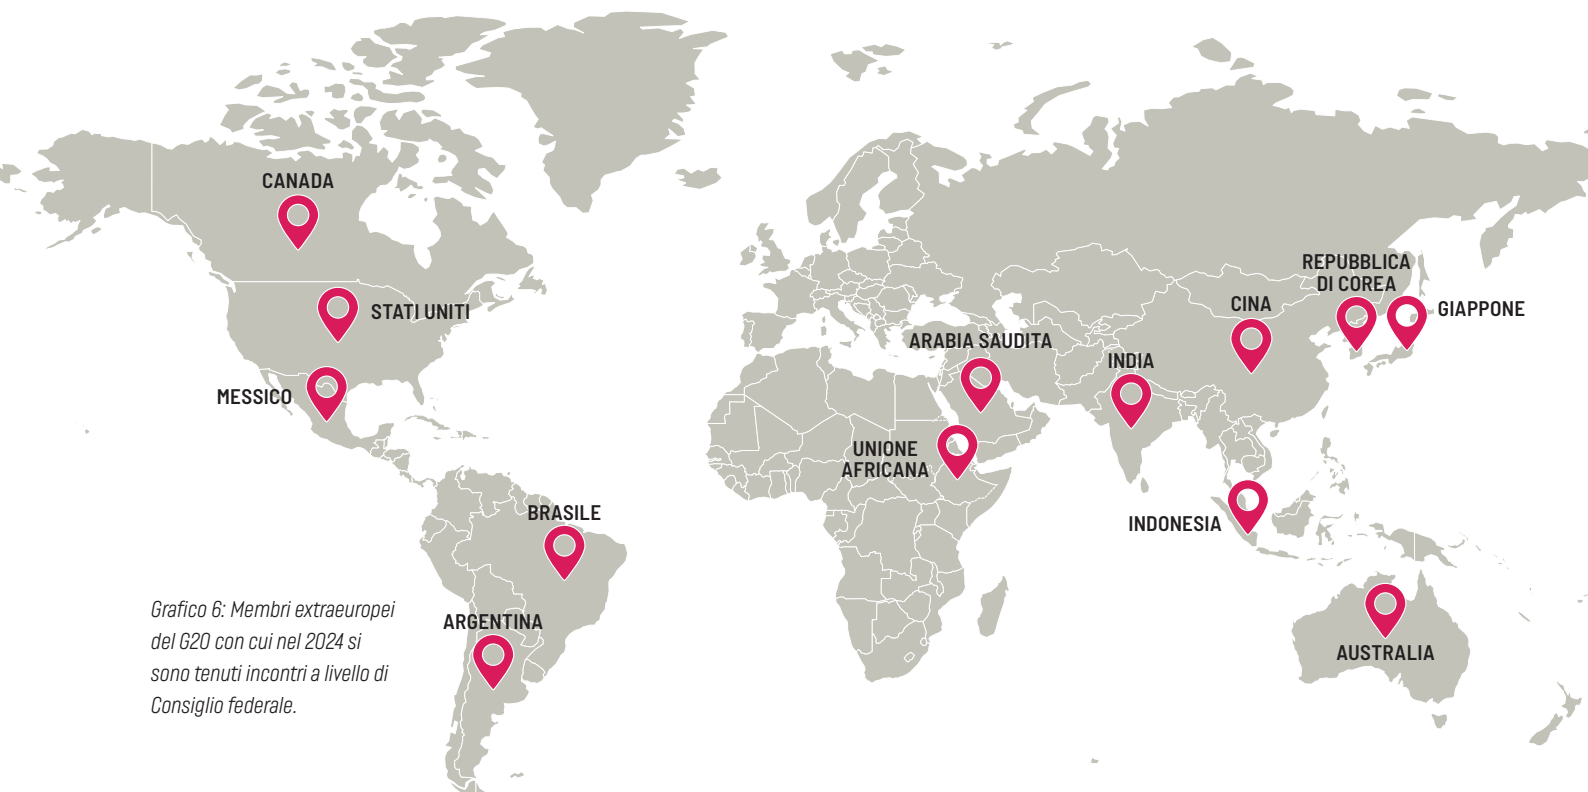 CANADA
STATI UNITI
MESSICO
BRASILE
ARGENTINA
ARABIA SAUDITA
UNIONE
AFRICANA
INDIA
CINA
REPUBBLICA
DI COREA
GIAPPONE
INDONESIA
AUSTRALIA
Grafico 6: Membri extraeuropei
del G20 con cui nel 2024 si
sono tenuti incontri a livello di
Consiglio federale.